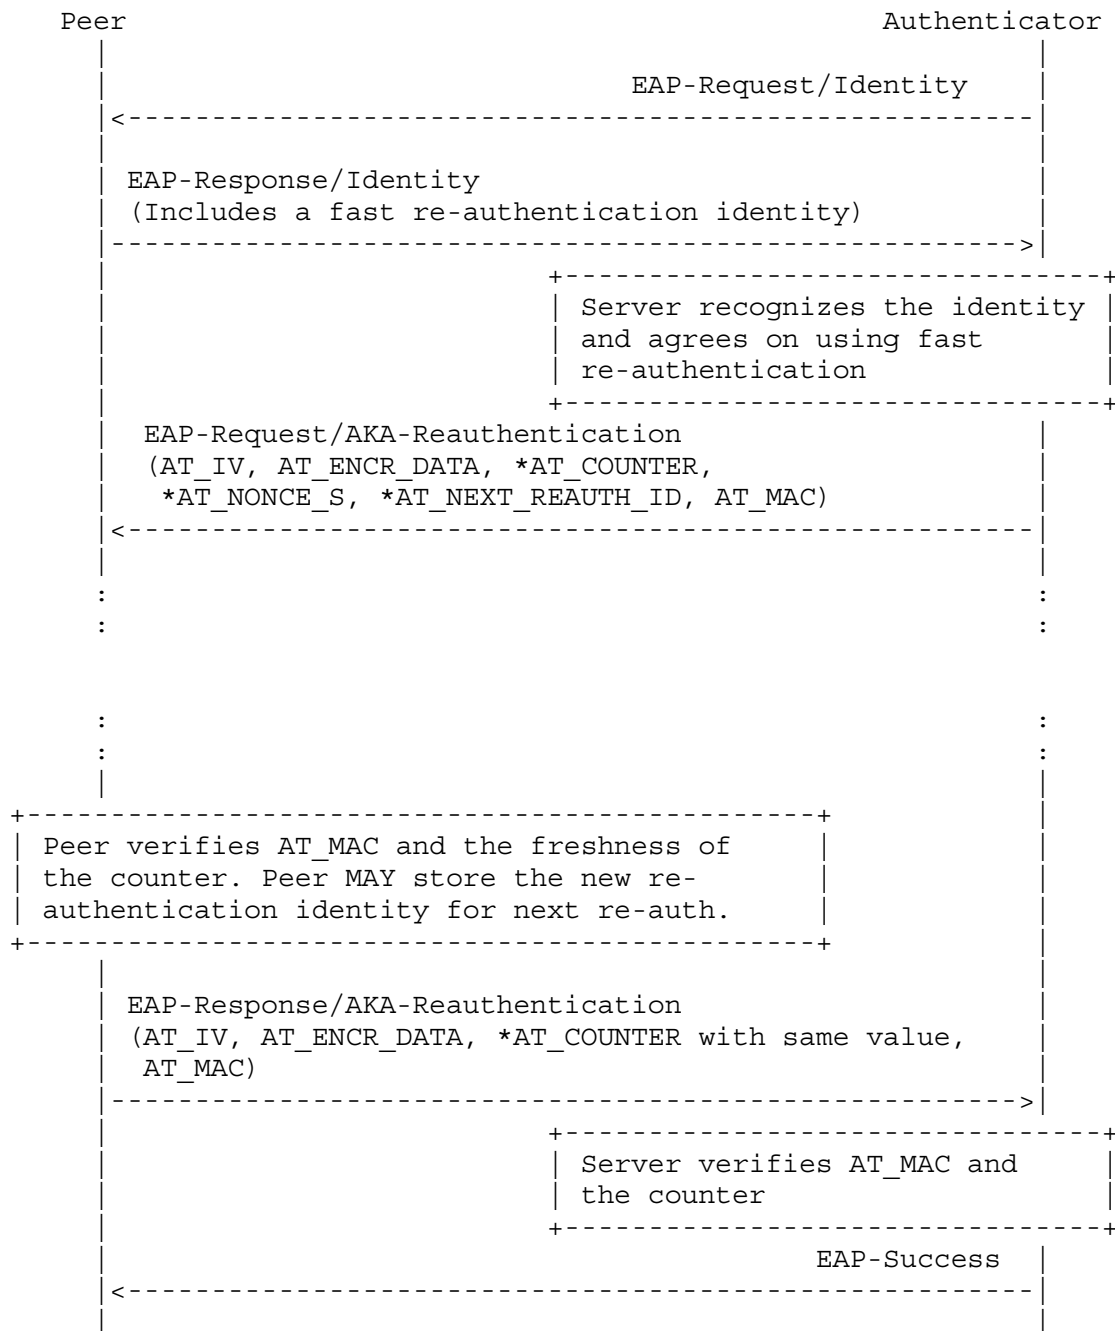 Peer Authenticator
EAP-Request/Identity
EAP-Response/Identity
(Includes a fast re-authentication identity)
Server recognizes the identity
and agrees on using fast
re-authentication
EAP-Request/AKA-Reauthentication
(AT_IV, AT_ENCR_DATA, *AT_COUNTER,
*AT_NONCE_S, *AT_NEXT_REAUTH_ID, AT_MAC)
Peer verifies AT_MAC and the freshness of
the counter. Peer MAY store the new re-
authentication identity for next re-auth.
EAP-Response/AKA-Reauthentication
(AT_IV, AT_ENCR_DATA, *AT_COUNTER with same value,
AT_MAC)
Server verifies AT_MAC and
the counter
EAP-Success